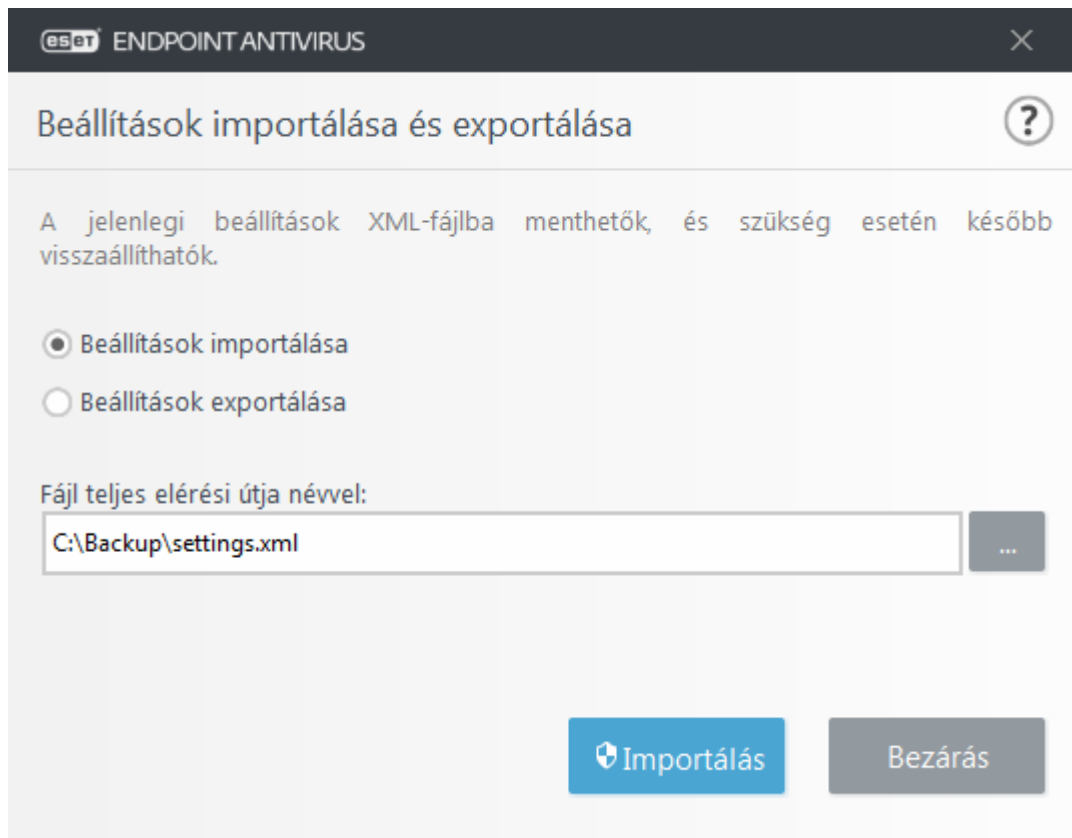 eseT ENDPOINT ANTIVIRUS
Beállítások importálása és exportálása
?
A jelenlegi beállítások XML-fájlba menthetők, és szükség esetén később
visszaállíthatók.
Beállítások importálása
Beállítások exportálása
Fájl teljes elérési útja névvel:
C:\Backup\settings.xml
...
Importálás
Bezárás